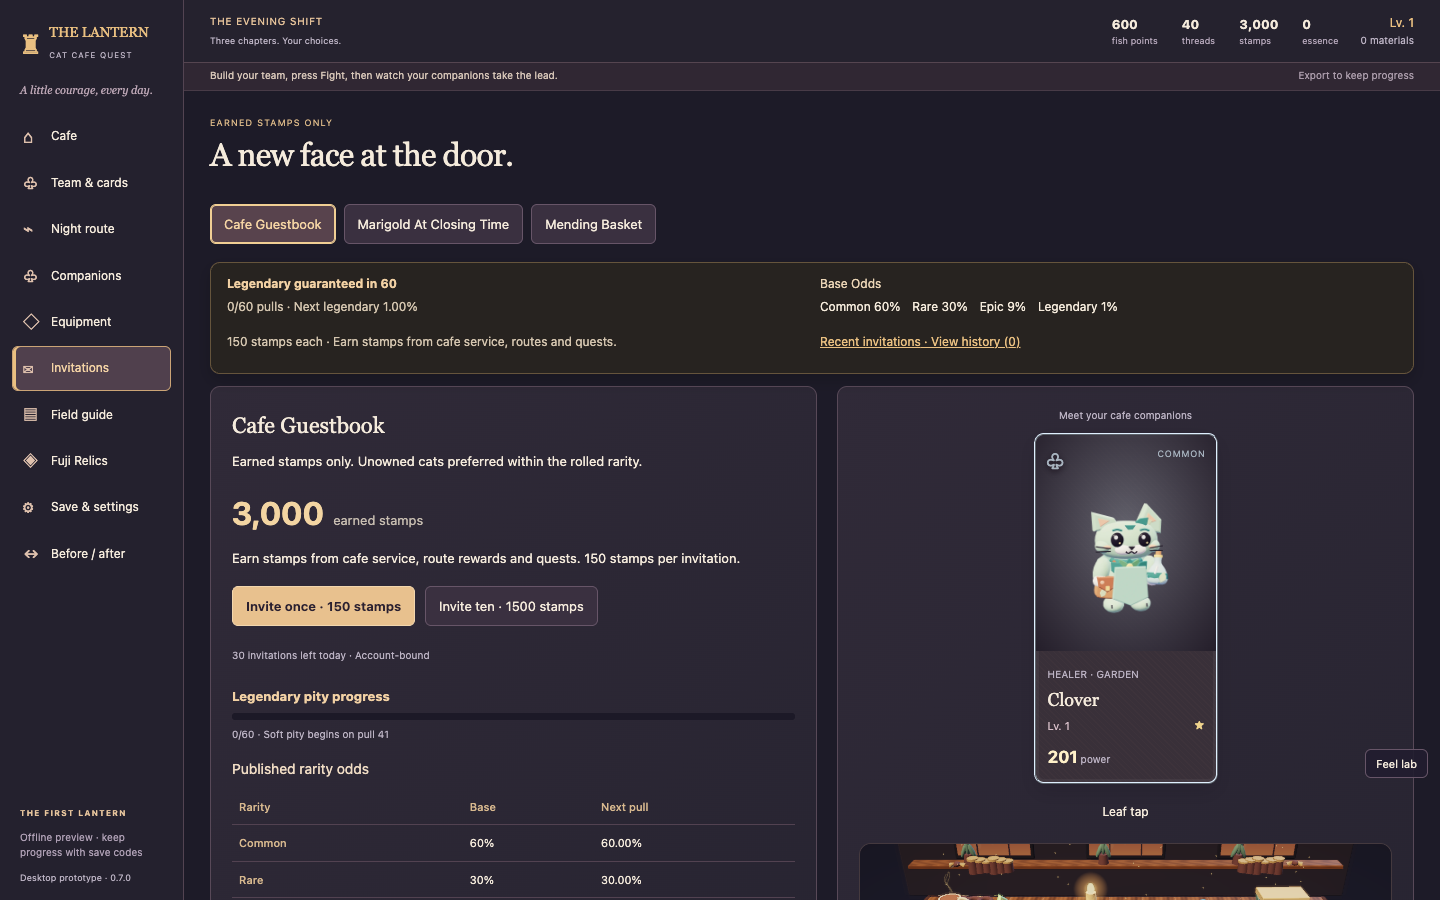 THE LANTERN
CAT CAFE QUEST
A little courage, every day.
Cafe
Team & cards
Night route
Companions
Equipment
Invitations
Field guide
Fuji Relics
Save & settings
Before / after
THE FIRST LANTERN
Offline preview · keep
progress with save codes
Desktop prototype · 0.7.0
THE EVENING SHIFT
Three chapters. Your choices.
600 fish points
40 threads
3,000 stamps
0 essence
Lv. 1
0 materials
Build your team, press Fight, then watch your companions take the lead.
Export to keep progress
EARNED STAMPS ONLY
A new face at the door.
Cafe Guestbook
Marigold At Closing Time
Mending Basket
Legendary guaranteed in 60
0/60 pulls · Next legendary 1.00%
150 stamps each · Earn stamps from cafe service, routes and quests.
Base Odds
Common 60% Rare 30% Epic 9% Legendary 1%
Recent invitations · View history (0)
Cafe Guestbook
Earned stamps only. Unowned cats preferred within the rolled rarity.
3,000 earned stamps
Earn stamps from cafe service, route rewards and quests. 150 stamps per invitation.
Invite once · 150 stamps
Invite ten · 1500 stamps
30 invitations left today · Account-bound
Legendary pity progress
0/60 · Soft pity begins on pull 41
Published rarity odds
Rarity Base Next pull
Common 60% 60.00%
Rare 30% 30.00%
Meet your cafe companions
COMMON
HEALER · GARDEN
Clover
Lv. 1
201 power
Leaf tap
Feel lab